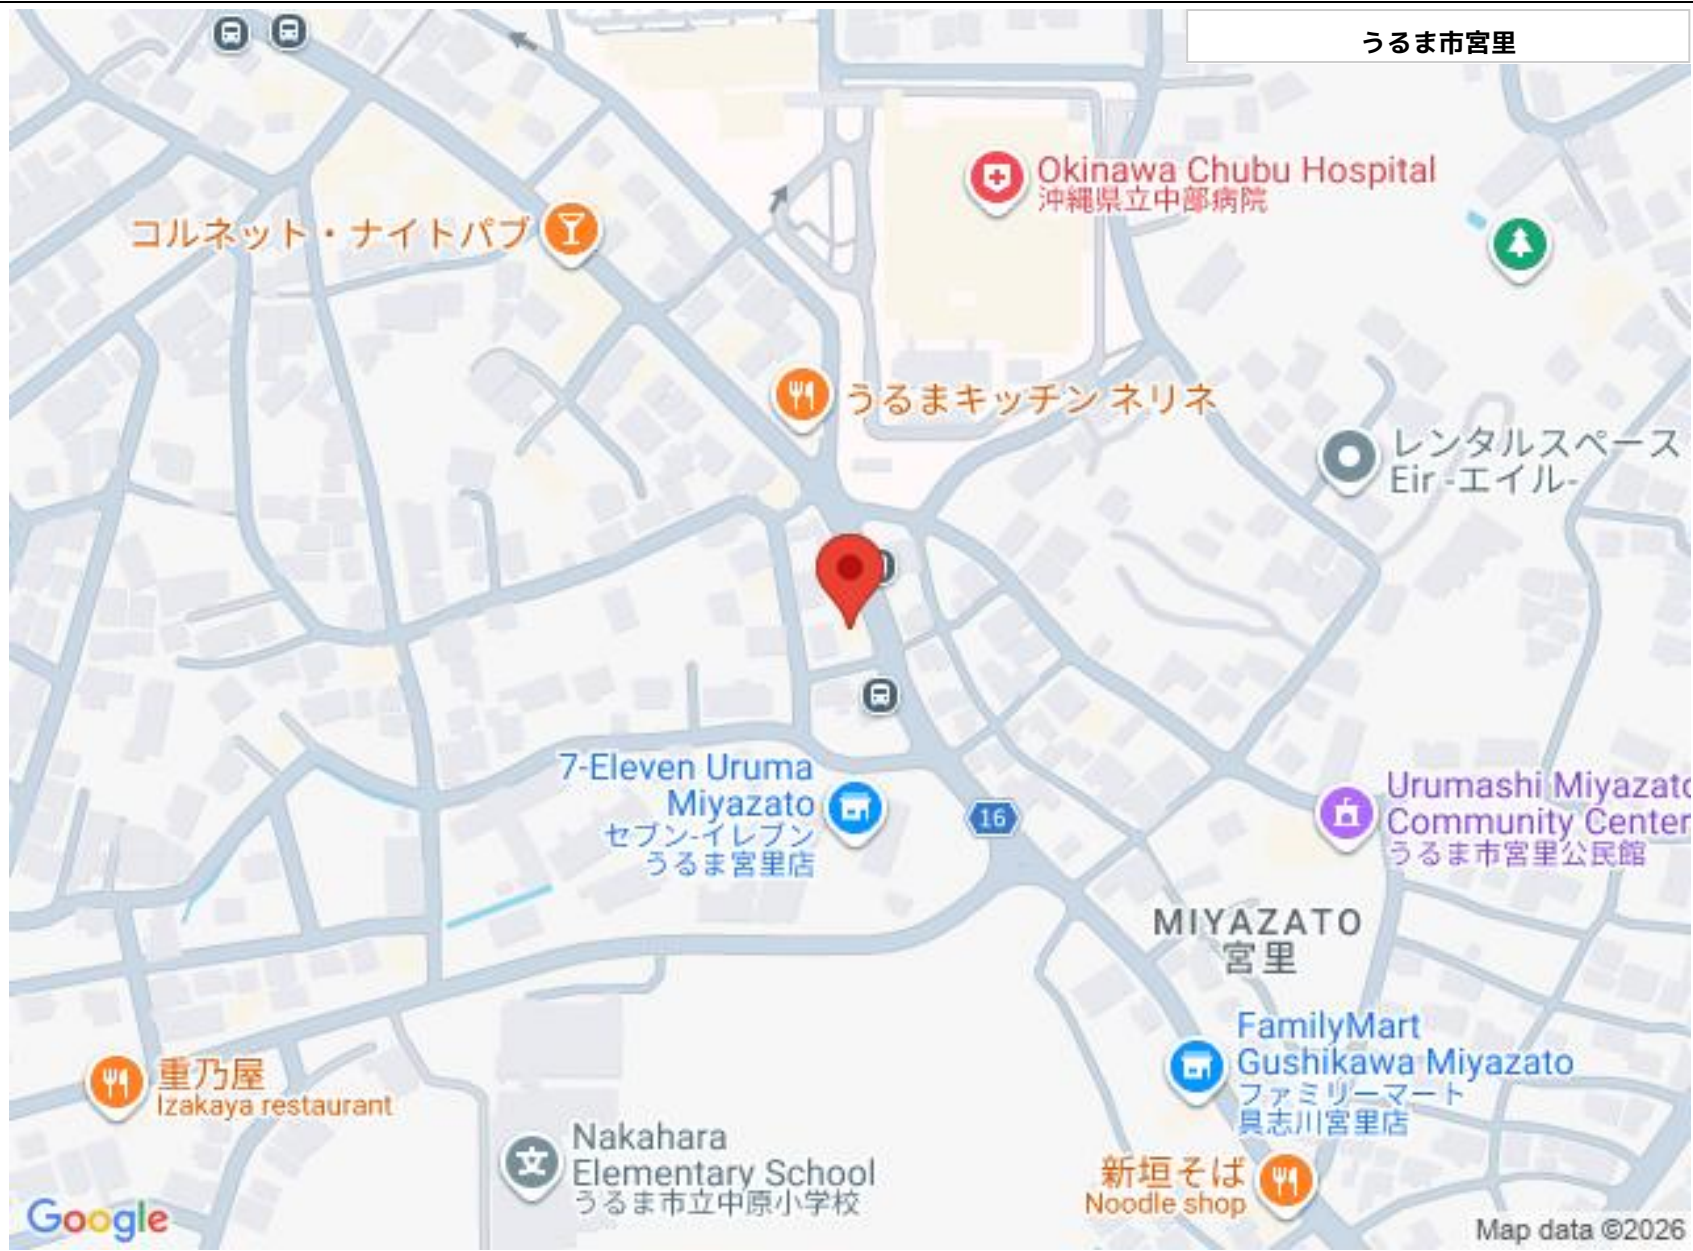 うるま市宮里
Okinawa Chubu Hospital
沖縄県立中部病院
コルネット・ナイトパブ
うるまキッチン ネリネ
レンタルスペース
Eir -エイル-
7-Eleven Uruma
Miyazato
セブン-イレブン
うるま宮里店
16
Urumashi Miyazato
Community Center
うるま市宮里公民館
MIYAZATO
宮里
FamilyMart
Gushikawa Miyazato
ファミリーマート
具志川宮里店
重乃屋
Izakaya restaurant
文
Nakahara
Elementary School
うるま市立中原小学校
新垣そば
Noodle shop
Google
Map data ©2026